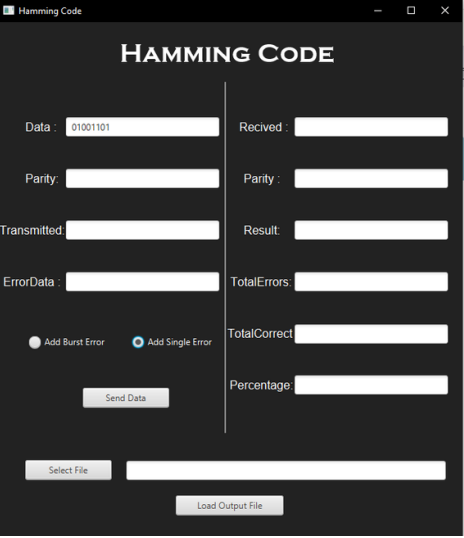 Hamming Code
HAMMING CODE
Data :
01001101
Parity:
Transmitted:
ErrorData :
Add Burst Error
Add Single Error
Send Data
Recived :
Parity :
Result:
TotalErrors:
TotalCorrect
Percentage:
Select File
Load Output File